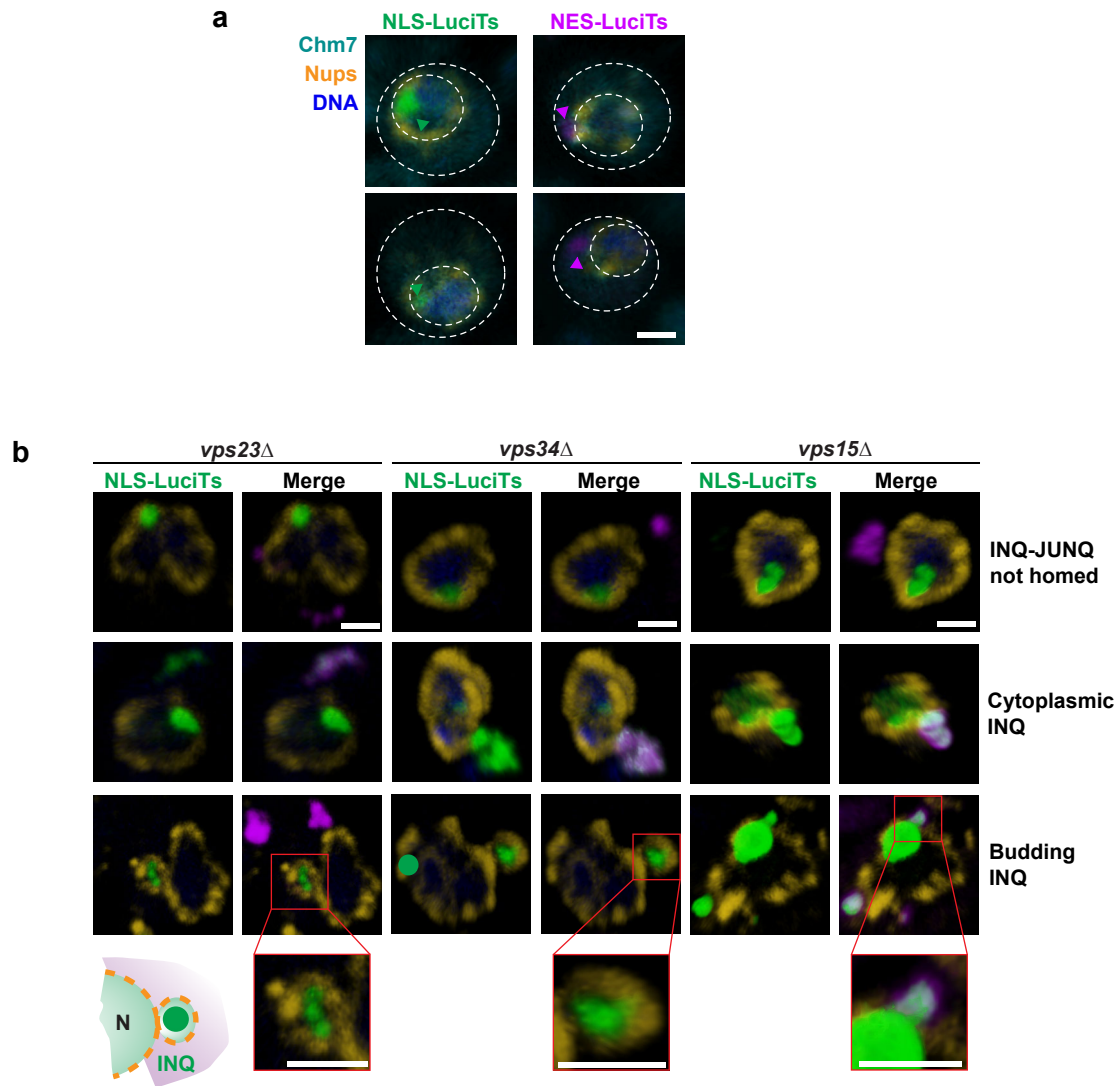 a
NLS-LuciTs NES-LuciTs
Chm7
Nups
DNA
b
vps23Δ vps34Δ vps15Δ
NLS-LuciTs Merge NLS-LuciTs Merge NLS-LuciTs Merge
INQ-JUNQ
not homed
Cytoplasmic
INQ
Budding
INQ
N
INQ